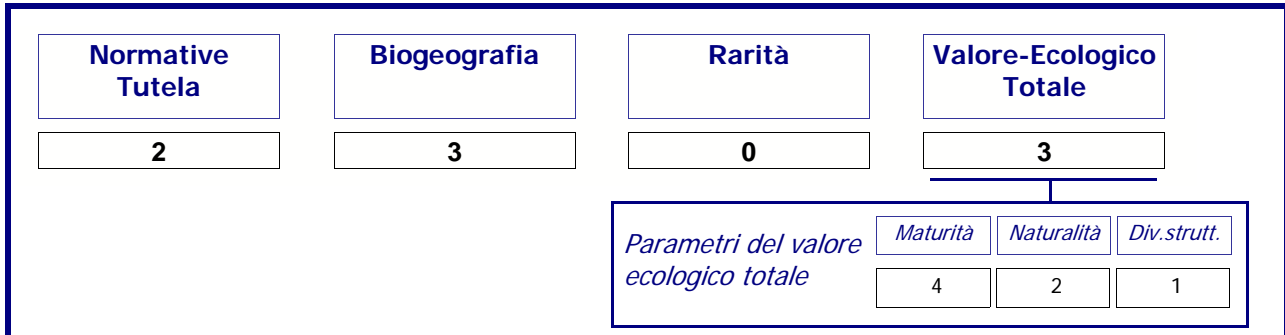 Normative
Tutela
Biogeografia
Rarità
Valore-Ecologico
Totale
2
3
0
3
Parametri del valore
ecologico totale
Maturità
Naturalità
Div.strutt.
4
2
1